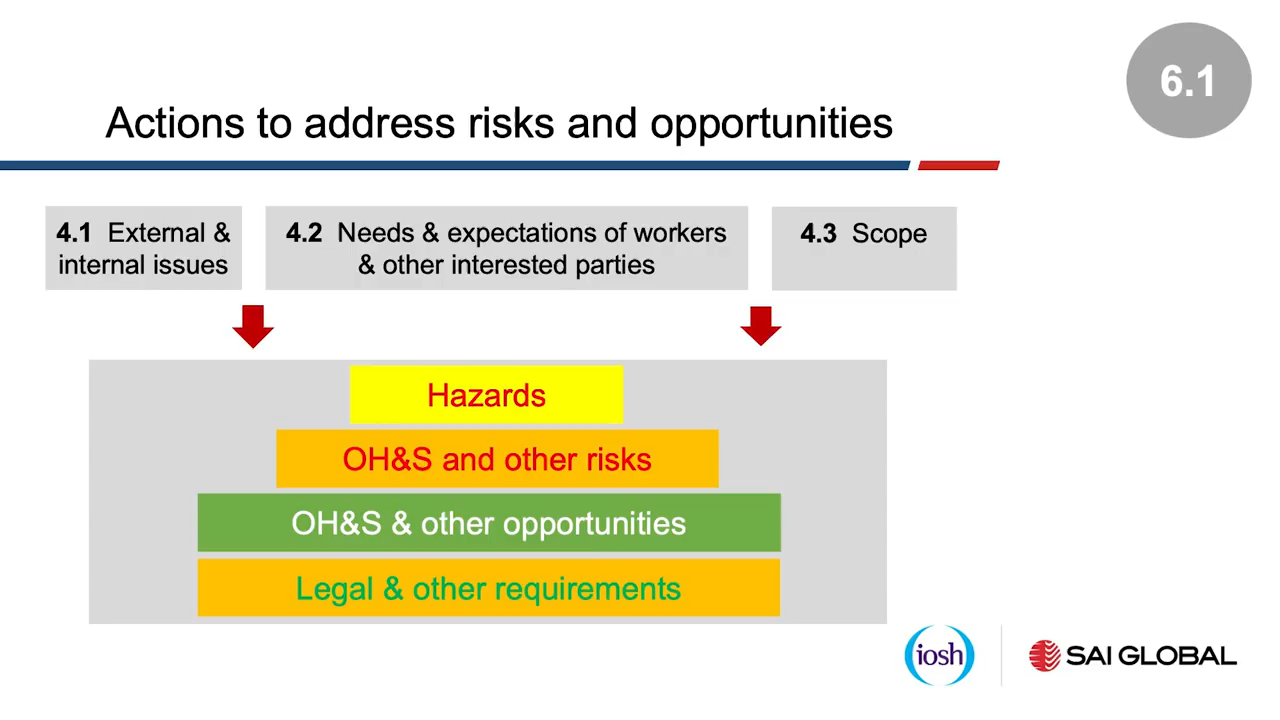 6.1
Actions to address risks and opportunities
4.1 External &
internal issues
4.2 Needs & expectations of workers
& other interested parties
4.3 Scope
Hazards
OH&S and other risks
OH&S & other opportunities
Legal & other requirements
iosh
SAI GLOBAL